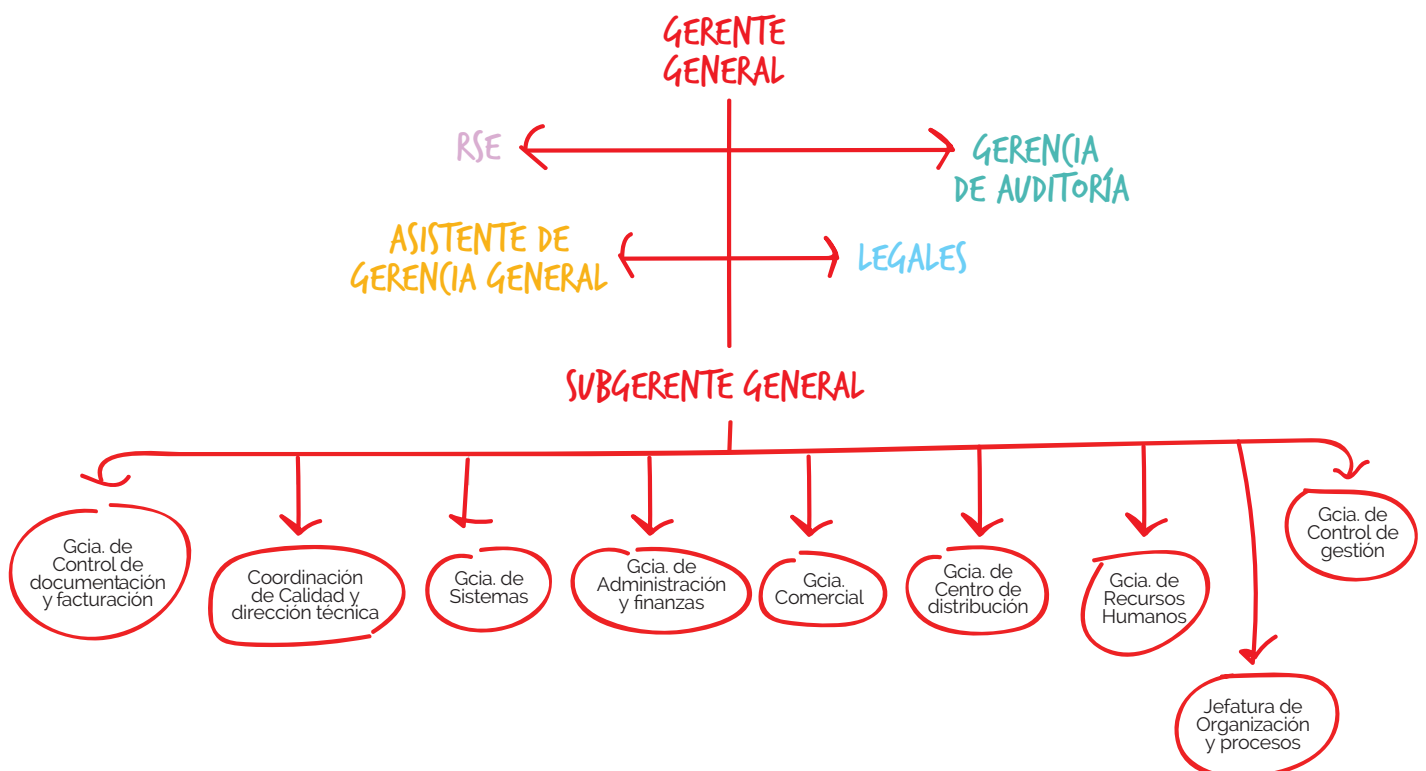 GERENTE
GENERAL
RSE
GERENCIA
DE AUDITORÍA
ASISTENTE DE
GERENCIA GENERAL
LEGALES
SUBGERENTE GENERAL
Gcia. de
Control de
documentación
y facturación
Coordinación
de Calidad y
dirección técnica
Gcia. de
Sistemas
Gcia. de
Administración
y finanzas
Gcia.
Comercial
Gcia. de
Centro de
distribución
Gcia. de
Recursos
Humanos
Jefatura de
Organización
y procesos
Gcia. de
Control de
gestión